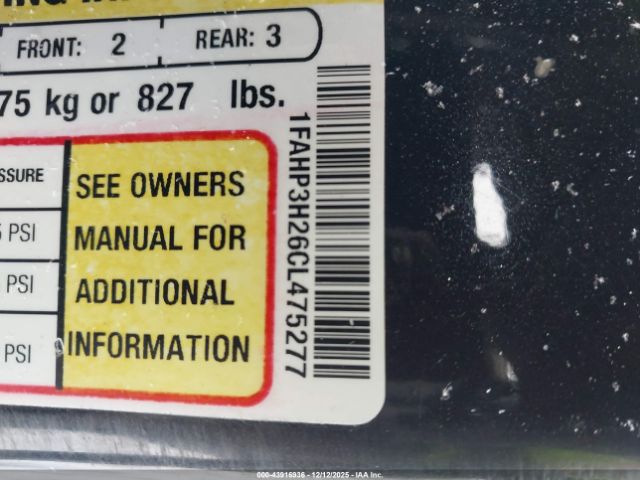 FRONT: 2 REAR: 3
75 kg or 827 lbs.
SSURE
PSI
PSI
PSI
SEE OWNERS
MANUAL FOR
ADDITIONAL
INFORMATION
1FAHP3H26CL475277
000-43916936 - 12/12/2025 - IAA Inc.